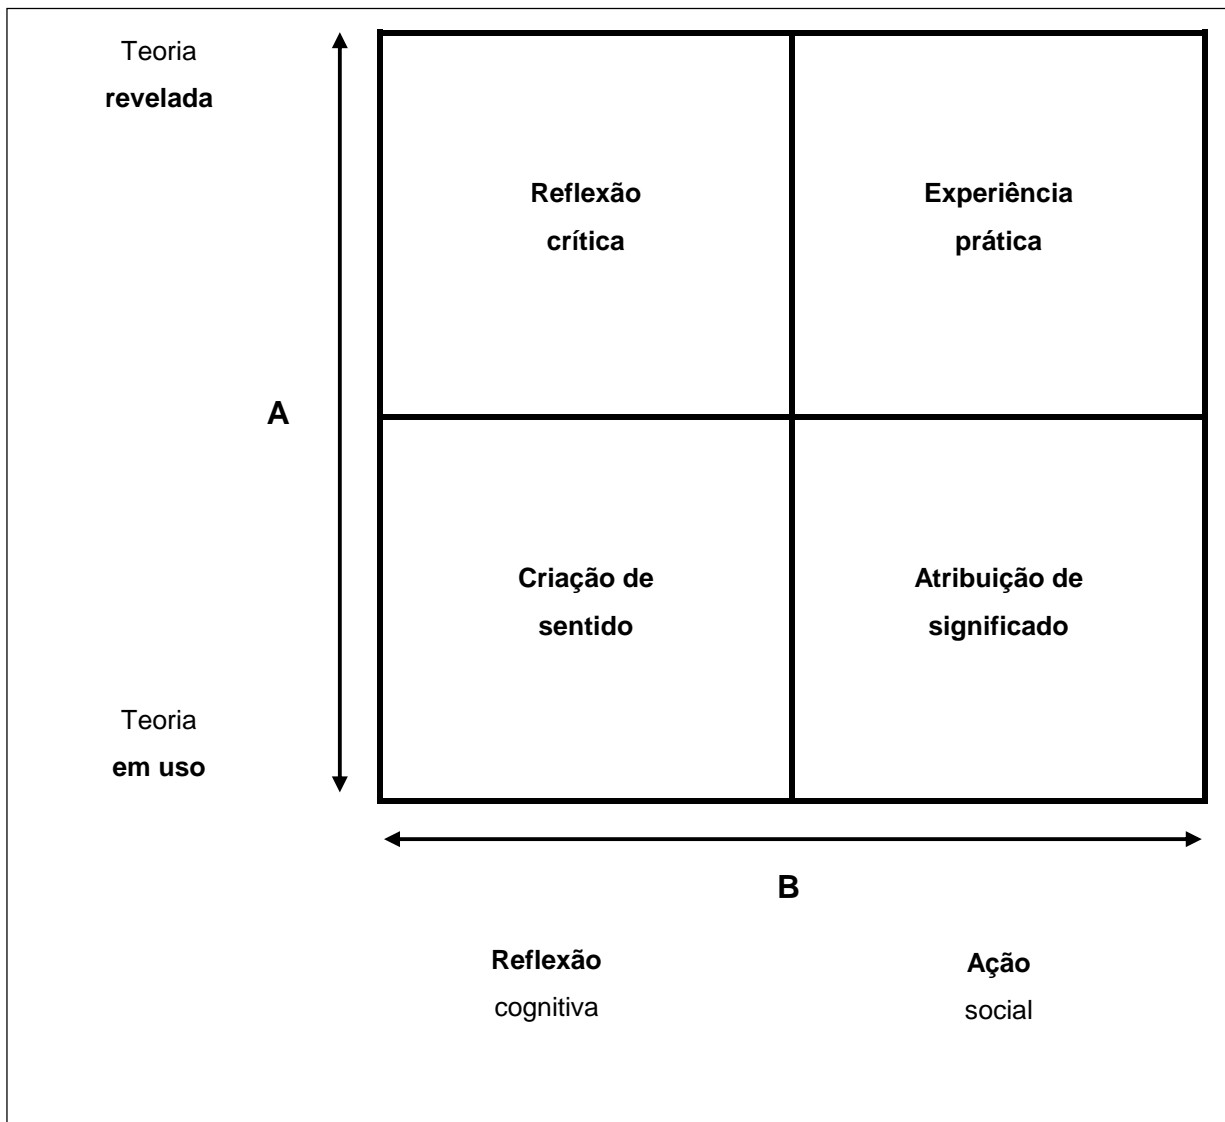 Teoria
revelada
Reflexão
crítica
Experiência
prática
A
Criação de
sentido
Atribuição de
significado
Teoria
em uso
B
Reflexão
cognitiva
Ação
social